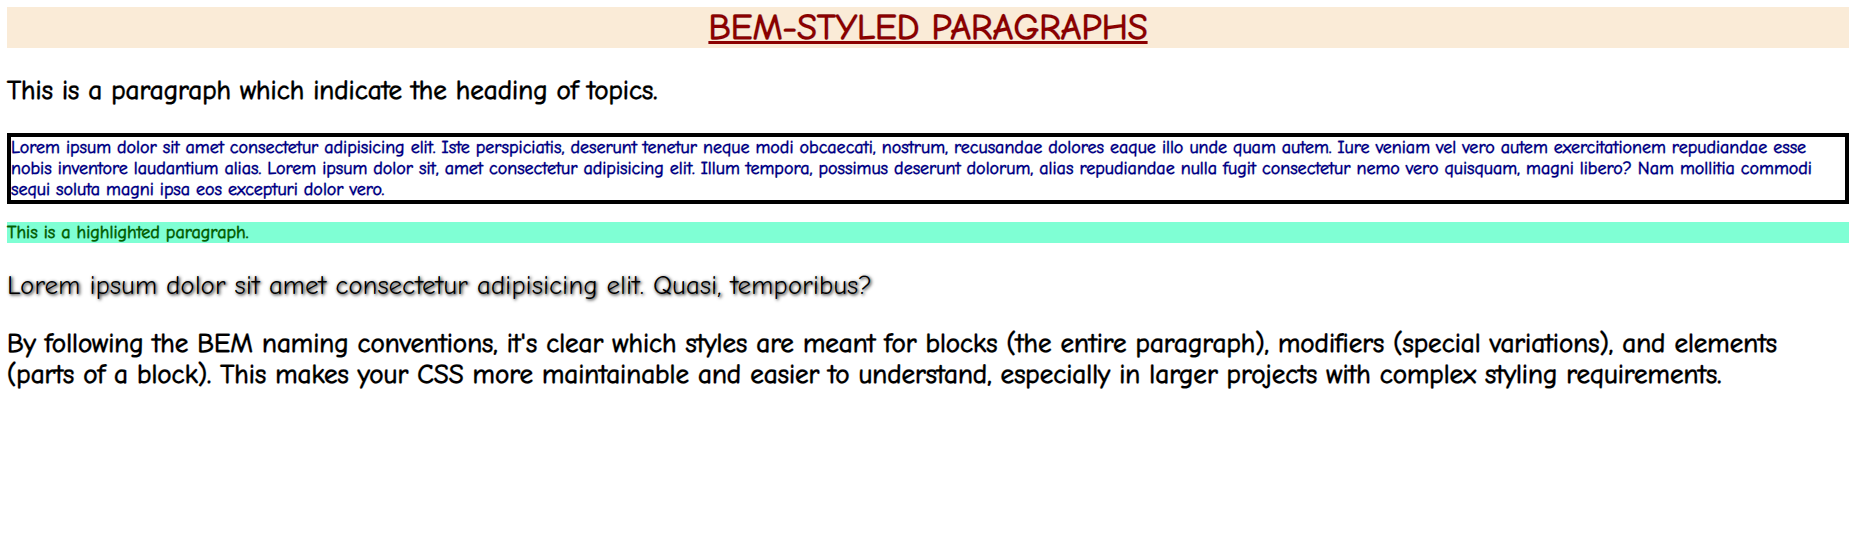 BEM-STYLED PARAGRAPHS
This is a paragraph which indicate the heading of topics.
Lorem ipsum dolor sit amet consectetur adipisicing elit. Iste perspiciatis, deserunt tenetur neque modi obcaecati, nostrum, recusandae dolores eaque illo unde quam autem. Iure veniam vel vero autem exercitationem repudiandae esse
nobis inventore laudantium alias. Lorem ipsum dolor sit, amet consectetur adipisicing elit. Illum tempora, possimus deserunt dolorum, alias repudiandae nulla fugit consectetur nemo vero quisquam, magni libero? Nam mollitia commodi
sequi soluta magni ipsa eos excepturi dolor vero.
This is a highlighted paragraph.
Lorem ipsum dolor sit amet consectetur adipisicing elit. Quasi, temporibus?
By following the BEM naming conventions, it's clear which styles are meant for blocks (the entire paragraph), modifiers (special variations), and elements
(parts of a block). This makes your CSS more maintainable and easier to understand, especially in larger projects with complex styling requirements.